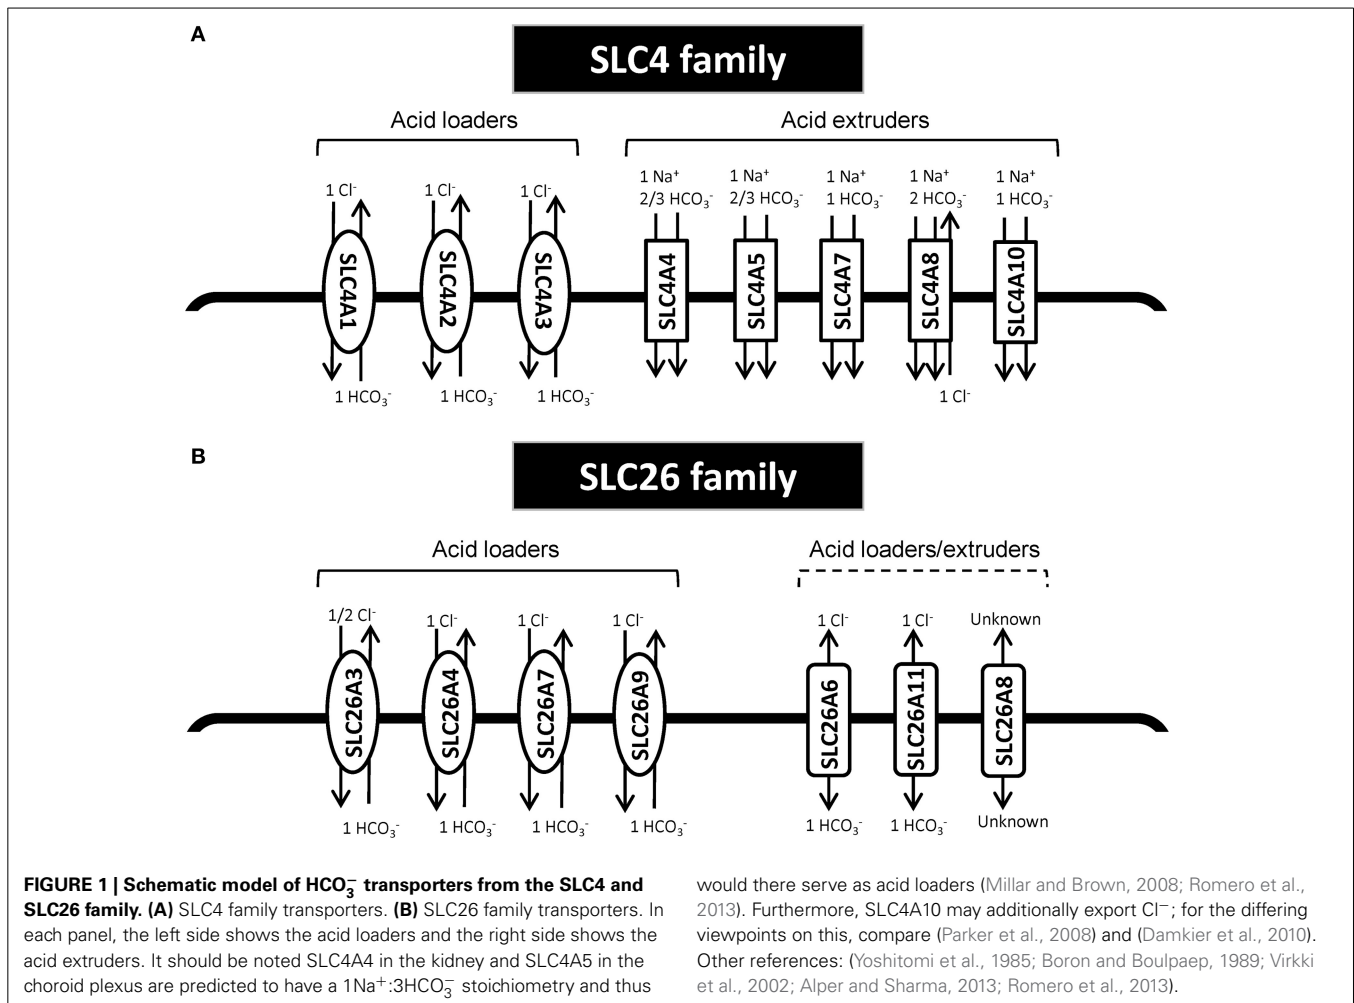 A
SLC4 family
Acid loaders
Acid extruders
1 Cl⁻
1 Cl⁻
1 Cl⁻
1 Na⁺
2/3 HCO₃⁻
1 Na⁺
2/3 HCO₃⁻
1 Na⁺
1 HCO₃⁻
1 Na⁺
2 HCO₃⁻
1 Na⁺
1 HCO₃⁻
SLC4A1
SLC4A2
SLC4A3
SLC4A4
SLC4A5
SLC4A7
SLC4A8
SLC4A10
1 HCO₃⁻
1 HCO₃⁻
1 HCO₃⁻
1 Cl⁻
B
SLC26 family
Acid loaders
Acid loaders/extruders
1/2 Cl⁻
1 Cl⁻
1 Cl⁻
1 Cl⁻
1 Cl⁻
1 Cl⁻
Unknown
SLC26A3
SLC26A4
SLC26A7
SLC26A9
SLC26A6
SLC26A11
SLC26A8
1 HCO₃⁻
1 HCO₃⁻
1 HCO₃⁻
1 HCO₃⁻
1 HCO₃⁻
1 HCO₃⁻
Unknown
FIGURE 1 | Schematic model of HCO₃⁻ transporters from the SLC4 and
SLC26 family. (A) SLC4 family transporters. (B) SLC26 family transporters. In
each panel, the left side shows the acid loaders and the right side shows the
acid extruders. It should be noted SLC4A4 in the kidney and SLC4A5 in the
choroid plexus are predicted to have a 1Na⁺:3HCO₃⁻ stoichiometry and thus
would there serve as acid loaders (Millar and Brown, 2008; Romero et al.,
2013). Furthermore, SLC4A10 may additionally export Cl⁻; for the differing
viewpoints on this, compare (Parker et al., 2008) and (Damkier et al., 2010).
Other references: (Yoshitomi et al., 1985; Boron and Boulpaep, 1989; Virkki
et al., 2002; Alper and Sharma, 2013; Romero et al., 2013).